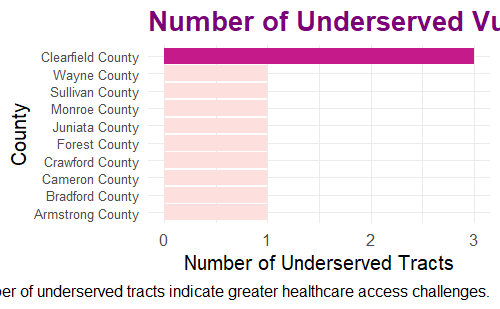 Number of Underserved
Clearfield County
Wayne County
Sullivan County
Monroe County
Juniata County
Forest County
Crawford County
Cameron County
Bradford County
Armstrong County
County
0 1 2 3
Number of Underserved Tracts
of underserved tracts indicate greater healthcare access challenges.